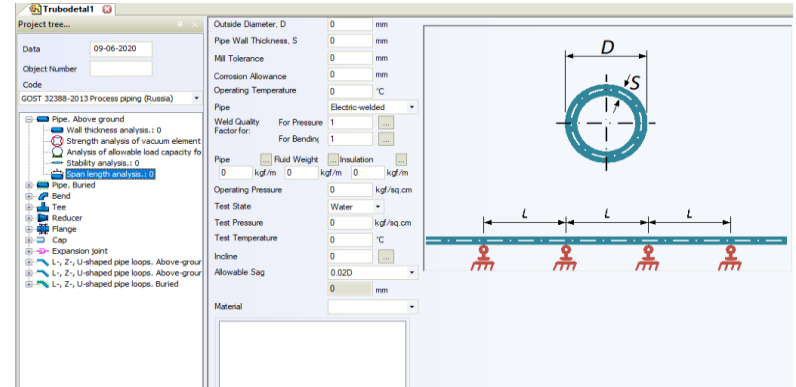 Trubodetal1
Project tree...
Data 09-06-2020
Object Number
Code
GOST 32388-2013 Process piping (Russia)
Pipe. Above ground
Wall thickness analysis.: 0
Strength analysis of vacuum element
Analysis of allowable load capacity fo
Stability analysis.: 0
Span length analysis.: 0
Pipe. Buried
Bend
Tee
Reducer
Flange
Cap
Expansion joint
L-, Z-, U-shaped pipe loops. Above-grour
L-, Z-, U-shaped pipe loops. Above-grour
L-, Z-, U-shaped pipe loops. Buried
Outside Diameter, D 0 mm
Pipe Wall Thickness, S 0 mm
Mill Tolerance 0 mm
Corrosion Allowance 0 mm
Operating Temperature 0 °C
Pipe Electric-welded
Weld Quality For Pressure 1 ...
Factor for:
For Bending 1 ...
Pipe ... Fluid Weight ... Insulation ...
0 kgf/m 0 kgf/m 0 kgf/m
Operating Pressure 0 kgf/sq.cm
Test State Water
Test Pressure 0 kgf/sq.cm
Test Temperature 0 °C
Incline 0 ...
Allowable Sag 0.02D
0 mm
Material
D
S
L L L